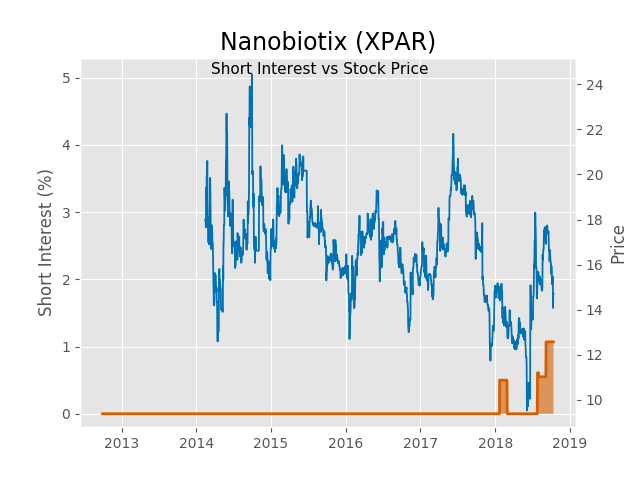 Nanobiotix (XPAR)
Short Interest vs Stock Price
Short Interest (%)
5
4
3
2
1
0
24
22
20
18
16
14
12
10
Price
2013 2014 2015 2016 2017 2018 2019